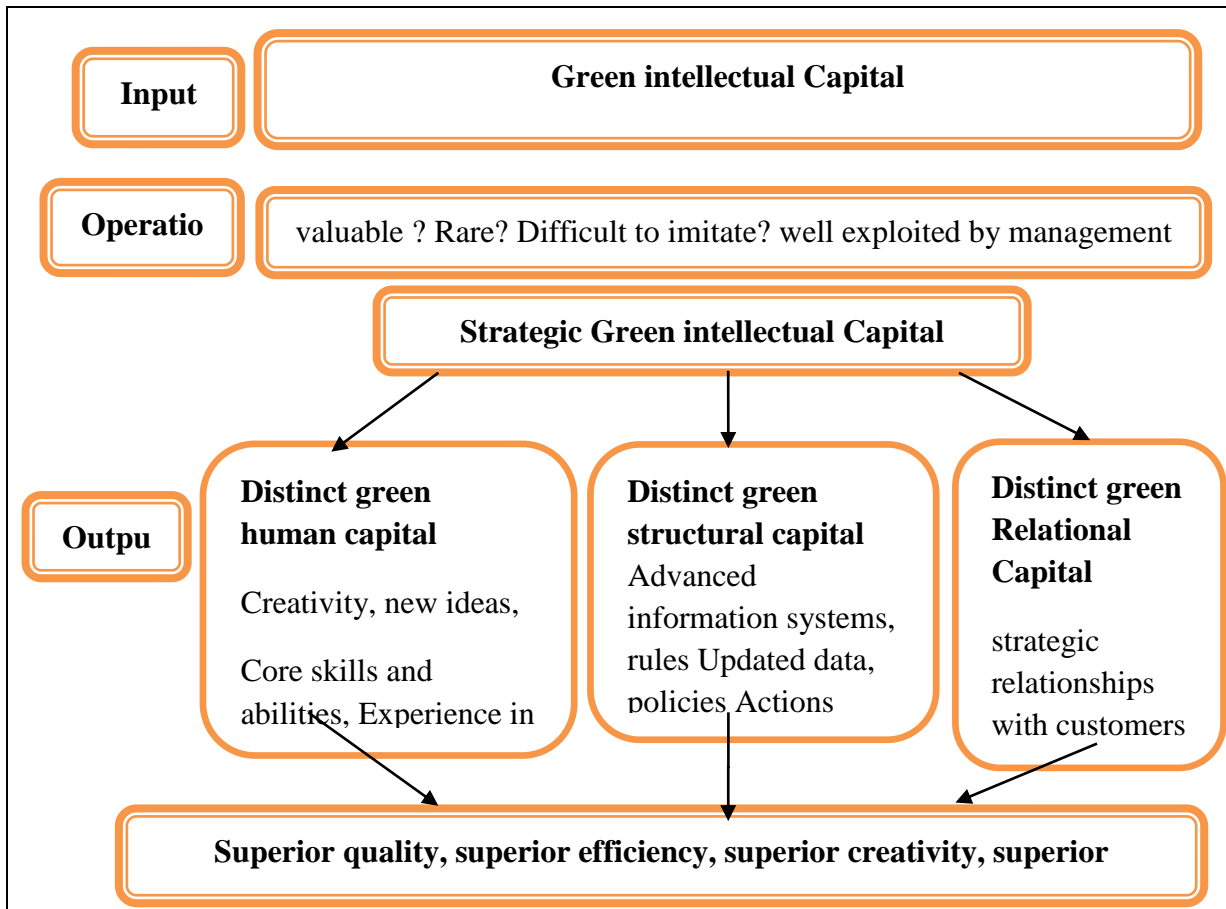 Input
Green intellectual Capital
Operatio
valuable ? Rare? Difficult to imitate? well exploited by management
Strategic Green intellectual Capital
Outpu
Distinct green
human capital
Creativity, new ideas,
Core skills and
abilities, Experience in
Distinct green
structural capital
Advanced
information systems,
rules Updated data,
policies Actions
Distinct green
Relational
Capital
strategic
relationships
with customers
Superior quality, superior efficiency, superior creativity, superior